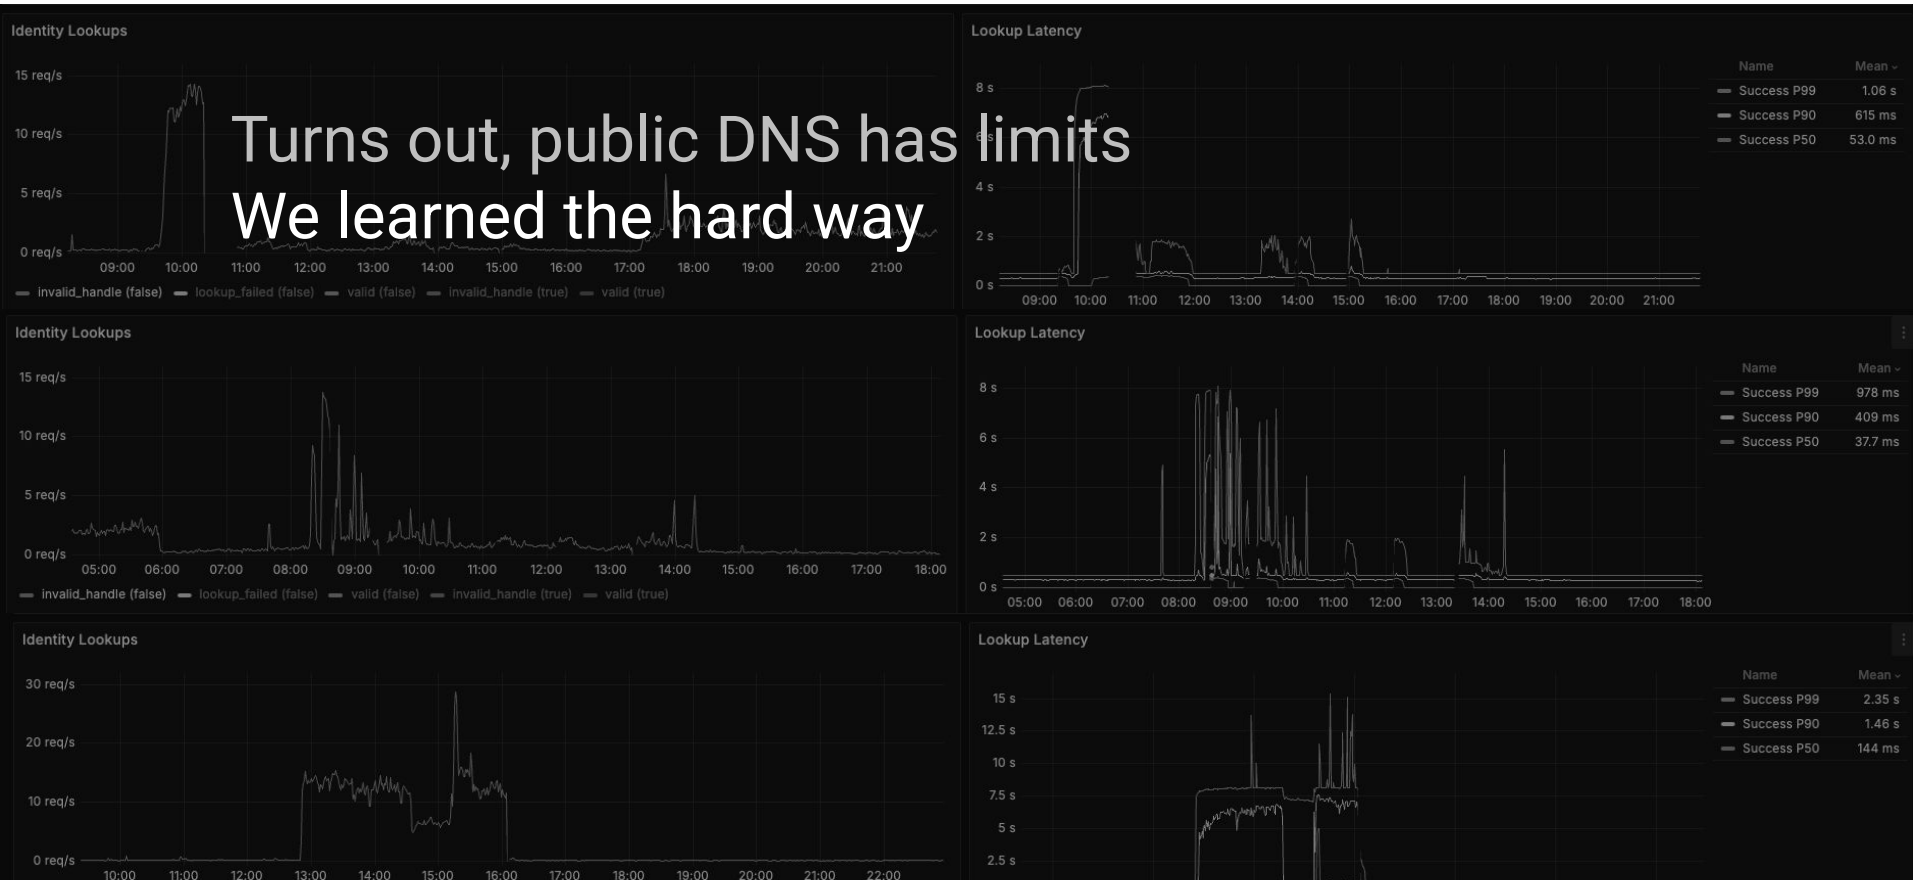 Turns out, public DNS has limits
We learned the hard way
Identity Lookups
15 req/s
10 req/s
5 req/s
0 req/s
09:00 10:00 11:00 12:00 13:00 14:00 15:00 16:00 17:00 18:00 19:00 20:00 21:00
invalid_handle (false) lookup_failed (false) valid (false) invalid_handle (true) valid (true)
Lookup Latency
8 s
6 s
4 s
2 s
0 s
09:00 10:00 11:00 12:00 13:00 14:00 15:00 16:00 17:00 18:00 19:00 20:00 21:00
Name Mean
Success P99 1.06 s
Success P90 615 ms
Success P50 53.0 ms
Identity Lookups
15 req/s
10 req/s
5 req/s
0 req/s
05:00 06:00 07:00 08:00 09:00 10:00 11:00 12:00 13:00 14:00 15:00 16:00 17:00 18:00
invalid_handle (false) lookup_failed (false) valid (false) invalid_handle (true) valid (true)
Lookup Latency
8 s
6 s
4 s
2 s
0 s
05:00 06:00 07:00 08:00 09:00 10:00 11:00 12:00 13:00 14:00 15:00 16:00 17:00 18:00
Name Mean
Success P99 978 ms
Success P90 409 ms
Success P50 37.7 ms
Identity Lookups
30 req/s
20 req/s
10 req/s
0 req/s
10:00 11:00 12:00 13:00 14:00 15:00 16:00 17:00 18:00 19:00 20:00 21:00 22:00
Lookup Latency
15 s
12.5 s
10 s
7.5 s
5 s
2.5 s
Name Mean
Success P99 2.35 s
Success P90 1.46 s
Success P50 144 ms